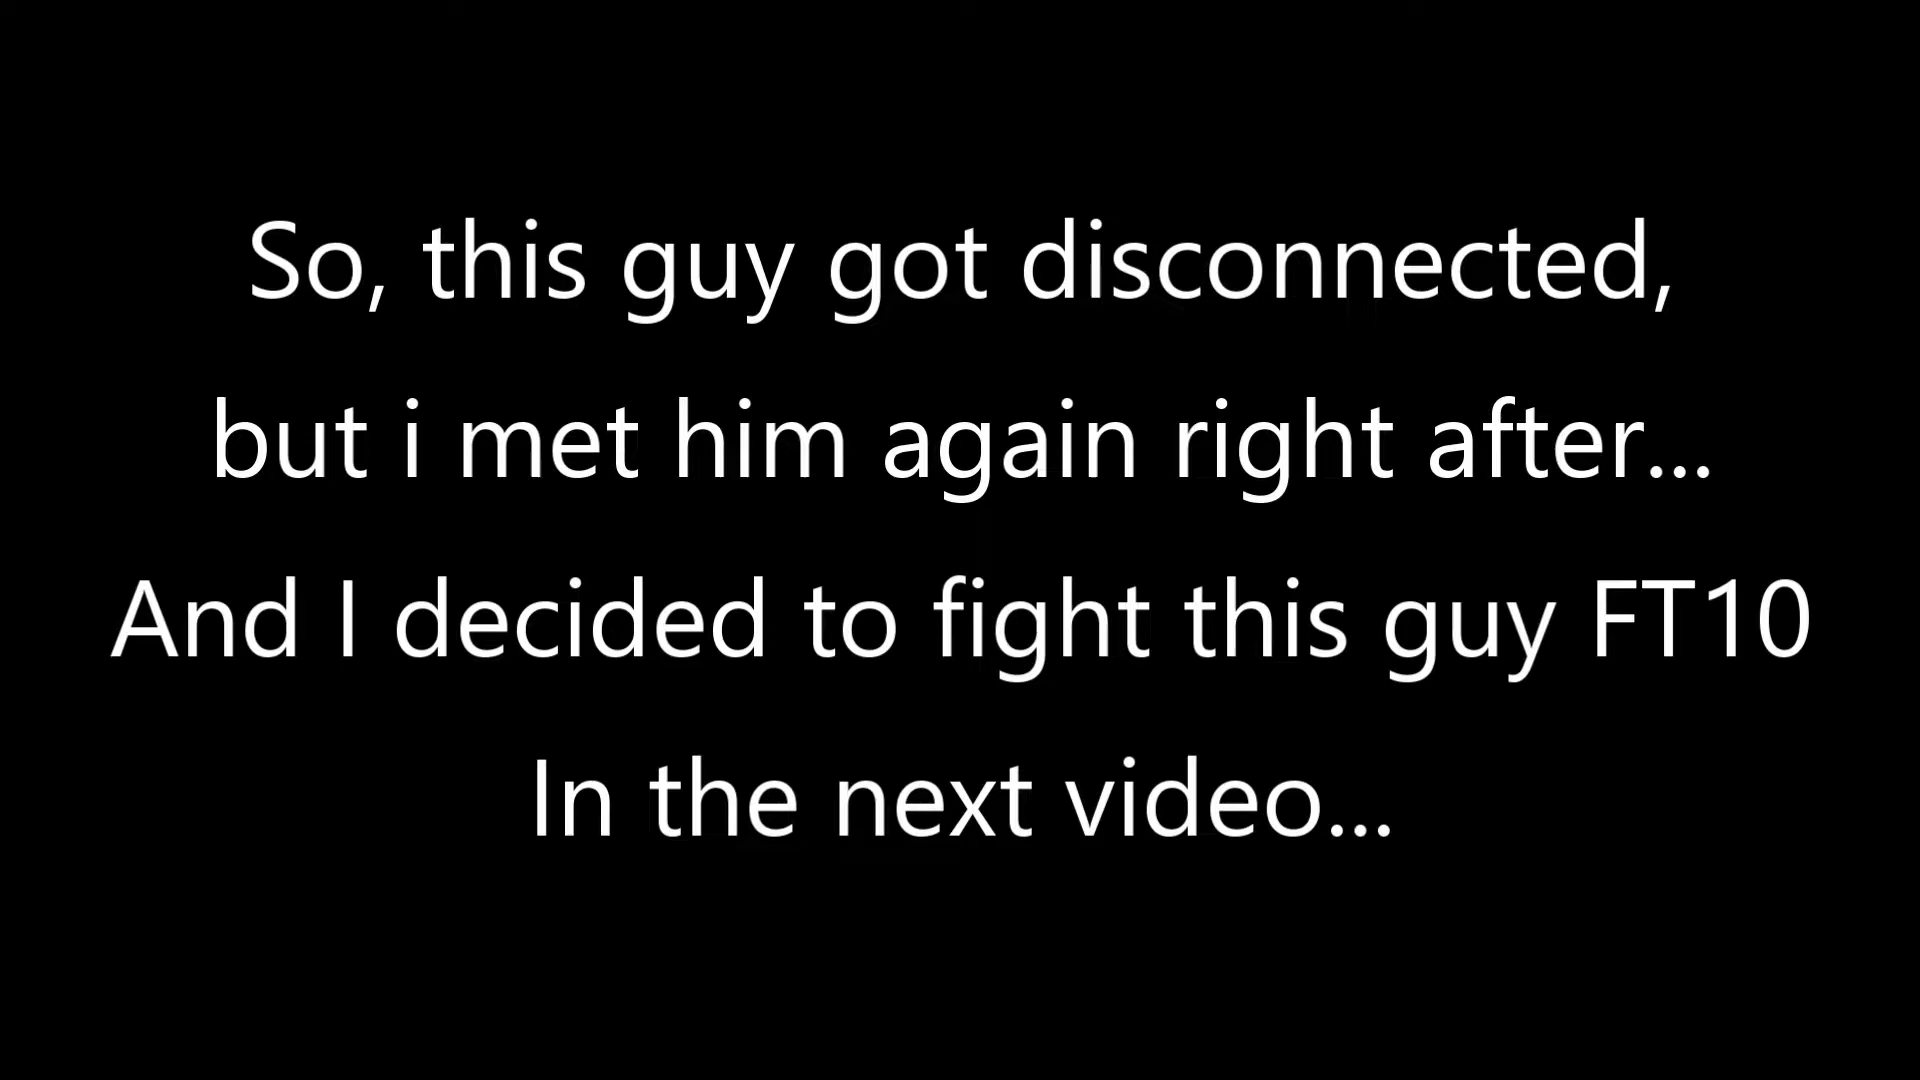 So, this guy got disconnected,
but i met him again right after...
And I decided to fight this guy FT10
In the next video...